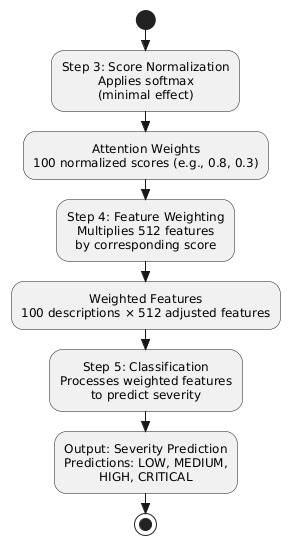 Step 3: Score Normalization
Applies softmax
(minimal effect)
Attention Weights
100 normalized scores (e.g., 0.8, 0.3)
Step 4: Feature Weighting
Multiplies 512 features
by corresponding score
Weighted Features
100 descriptions × 512 adjusted features
Step 5: Classification
Processes weighted features
to predict severity
Output: Severity Prediction
Predictions: LOW, MEDIUM,
HIGH, CRITICAL